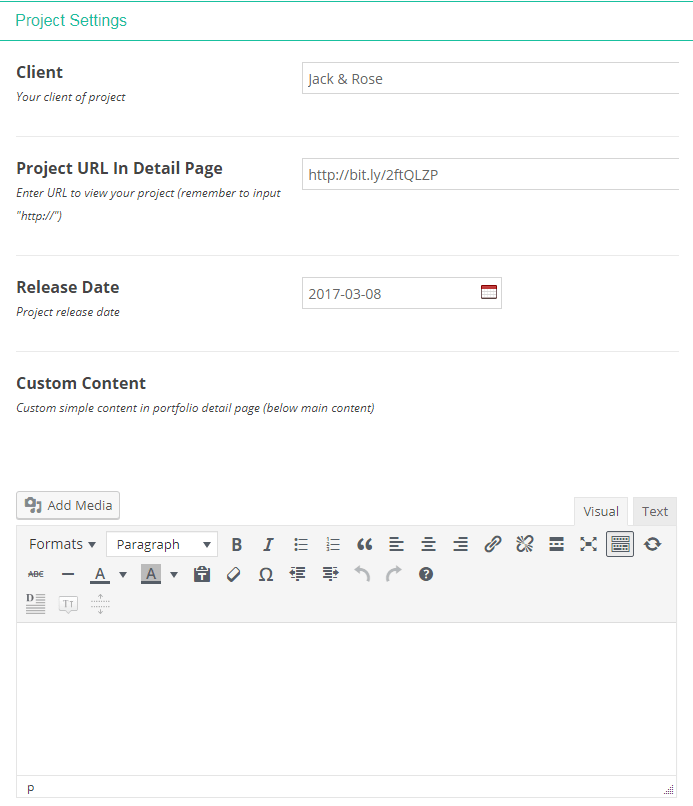 Project Settings
Client
Jack & Rose
Your client of project
Project URL In Detail Page
http://bit.ly/2ftQLZP
Enter URL to view your project (remember to input
"http://")
Release Date
2017-03-08
Project release date
Custom Content
Custom simple content in portfolio detail page (below main content)
Add Media
Visual Text
Formats Paragraph B I
ABC A A T Ω ?
D TT
p